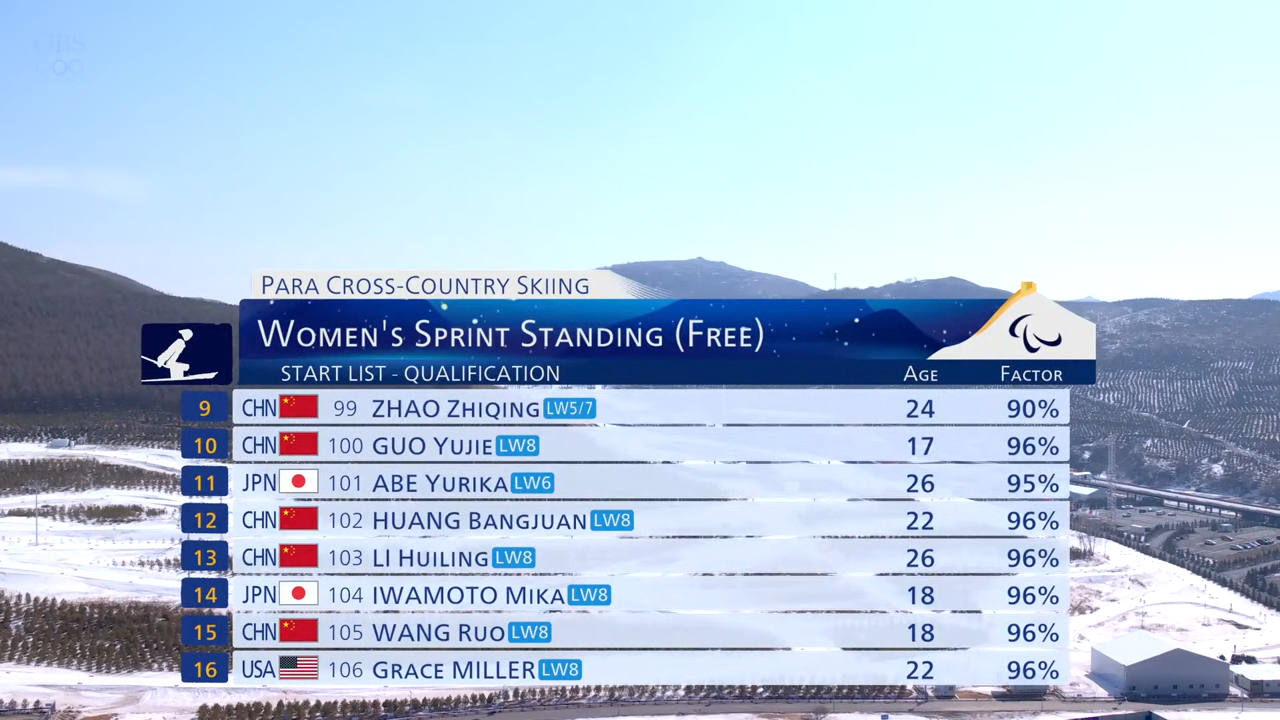 OBS
PARA CROSS-COUNTRY SKIING
WOMEN'S SPRINT STANDING (FREE)
START LIST - QUALIFICATION AGE FACTOR
9 CHN 99 ZHAO ZHIQING LW5/7 24 90%
10 CHN 100 GUO YUJIE LW8 17 96%
11 JPN 101 ABE YURIKA LW6 26 95%
12 CHN 102 HUANG BANGJUAN LW8 22 96%
13 CHN 103 LI HUILING LW8 26 96%
14 JPN 104 IWAMOTO MIKA LW8 18 96%
15 CHN 105 WANG RUO LW8 18 96%
16 USA 106 GRACE MILLER LW8 22 96%